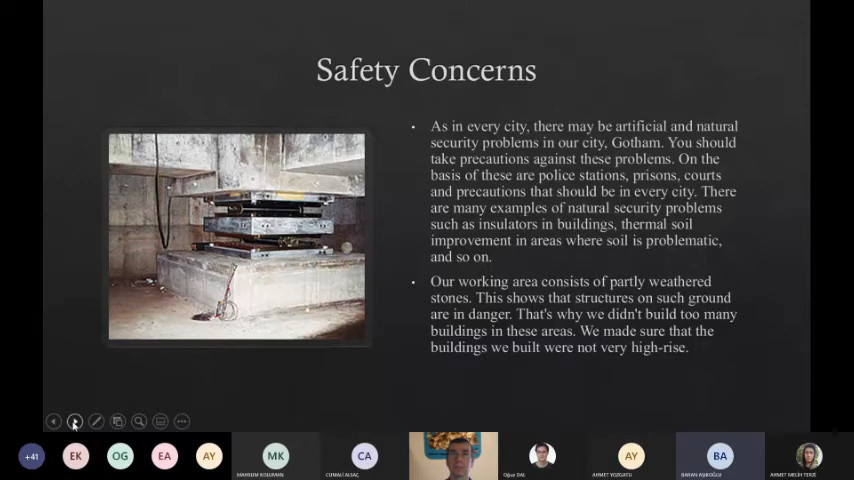 Safety Concerns
• As in every city, there may be artificial and natural
security problems in our city, Gotham. You should
take precautions against these problems. On the
basis of these are police stations, prisons, courts
and precautions that should be in every city. There
are many examples of natural security problems
such as insulators in buildings, thermal soil
improvement in areas where soil is problematic,
and so on.
• Our working area consists of partly weathered
stones. This shows that structures on such ground
are in danger. That's why we didn't build too many
buildings in these areas. We made sure that the
buildings we built were not very high-rise.
+41
EK
OG
EA
AY
MK
CA
AY
BA
MAHSUM KOLUMAN
CUMALİ ALSAÇ
Oğuz DAL
AHMET YOZGATLI
BARAN AŞIKOĞLU
AHMET MELİH TERZİ